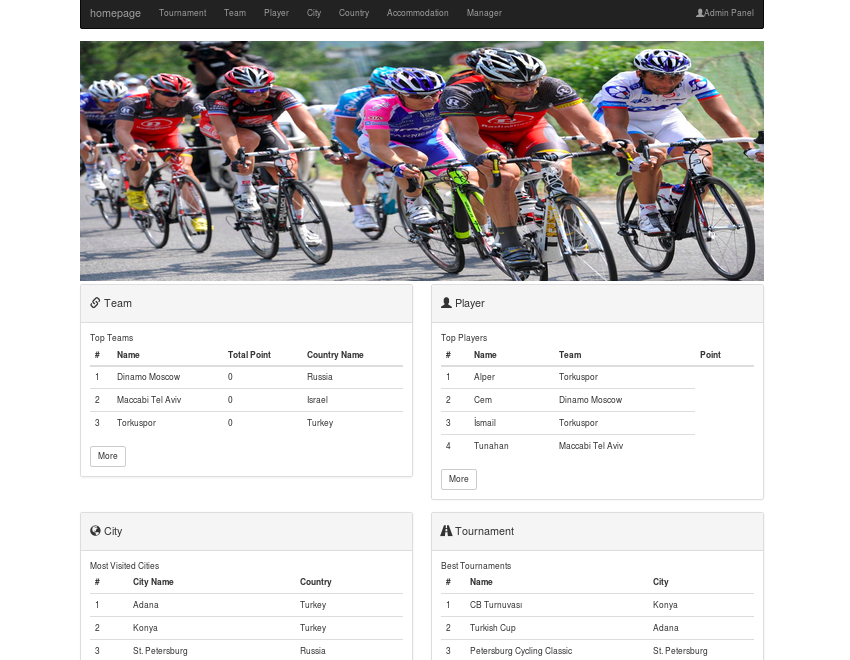 homepage Tournament Team Player City Country Accommodation Manager Admin Panel
Team
Top Teams
# Name Total Point Country Name
1 Dinamo Moscow 0 Russia
2 Maccabi Tel Aviv 0 Israel
3 Torkuspor 0 Turkey
More
Player
Top Players
# Name Team Point
1 Alper Torkuspor
2 Cem Dinamo Moscow
3 İsmail Torkuspor
4 Tunahan Maccabi Tel Aviv
More
City
Most Visited Cities
# City Name Country
1 Adana Turkey
2 Konya Turkey
3 St. Petersburg Russia
Tournament
Best Tournaments
# Name City
1 CB Turnuvası Konya
2 Turkish Cup Adana
3 Petersburg Cycling Classic St. Petersburg